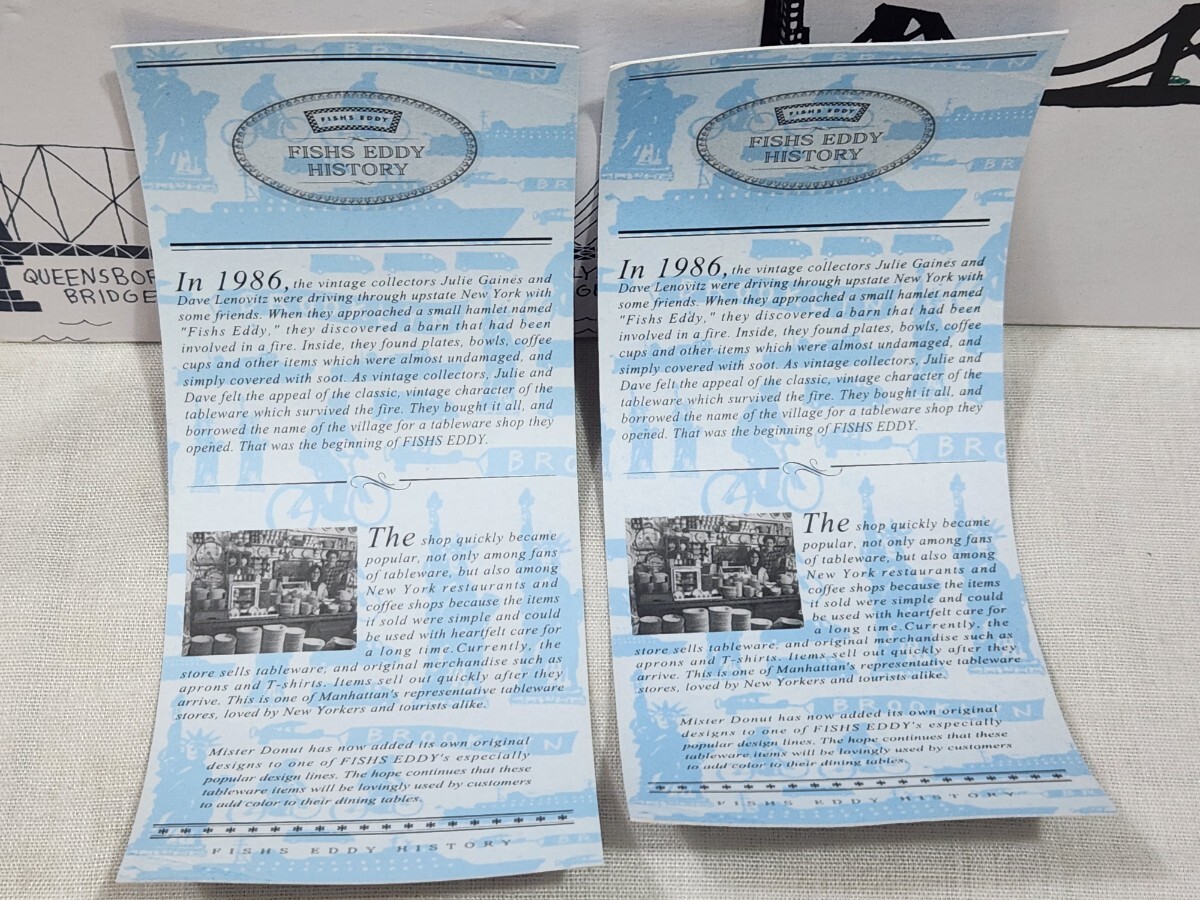 BROOKLYN
FISHS EDDY
FISHS EDDY
HISTORY
BR
In 1986, the vintage collectors Julie Gaines and
Dave Lenovitz were driving through upstate New York with
some friends. When they approached a small hamlet named
"Fishs Eddy," they discovered a barn that had been
involved in a fire. Inside, they found plates, bowls, coffee
cups and other items which were almost undamaged, and
simply covered with soot. As vintage collectors, Julie and
Dave felt the appeal of the classic, vintage character of the
tableware which survived the fire. They bought it all, and
borrowed the name of the village for a tableware shop they
opened. That was the beginning of FISHS EDDY.
BRO
The shop quickly became
popular, not only among fans
of tableware, but also among
New York restaurants and
coffee shops because the items
it sold were simple and could
be used with heartfelt care for
a long time. Currently, the
store sells tableware, and original merchandise such as
aprons and T-shirts. Items sell out quickly after they
arrive. This is one of Manhattan's representative tableware
stores, loved by New Yorkers and tourists alike.
BROOKLYN
Mister Donut has now added its own original
designs to one of FISHS EDDY's especially
popular design lines. The hope continues that these
tableware items will be lovingly used by customers
to add color to their dining tables.
FISHS EDDY HISTORY
BROOKLYN
FISHS EDDY
FISHS EDDY
HISTORY
BR
In 1986, the vintage collectors Julie Gaines and
Dave Lenovitz were driving through upstate New York with
some friends. When they approached a small hamlet named
"Fishs Eddy," they discovered a barn that had been
involved in a fire. Inside, they found plates, bowls, coffee
cups and other items which were almost undamaged, and
simply covered with soot. As vintage collectors, Julie and
Dave felt the appeal of the classic, vintage character of the
tableware which survived the fire. They bought it all, and
borrowed the name of the village for a tableware shop they
opened. That was the beginning of FISHS EDDY.
BRO
The shop quickly became
popular, not only among fans
of tableware, but also among
New York restaurants and
coffee shops because the items
it sold were simple and could
be used with heartfelt care for
a long time. Currently, the
store sells tableware, and original merchandise such as
aprons and T-shirts. Items sell out quickly after they
arrive. This is one of Manhattan's representative tableware
stores, loved by New Yorkers and tourists alike.
BROOKLYN
Mister Donut has now added its own original
designs to one of FISHS EDDY's especially
popular design lines. The hope continues that these
tableware items will be lovingly used by customers
to add color to their dining tables.
FISHS EDDY HISTORY
QUEENSBOR
BRIDGE